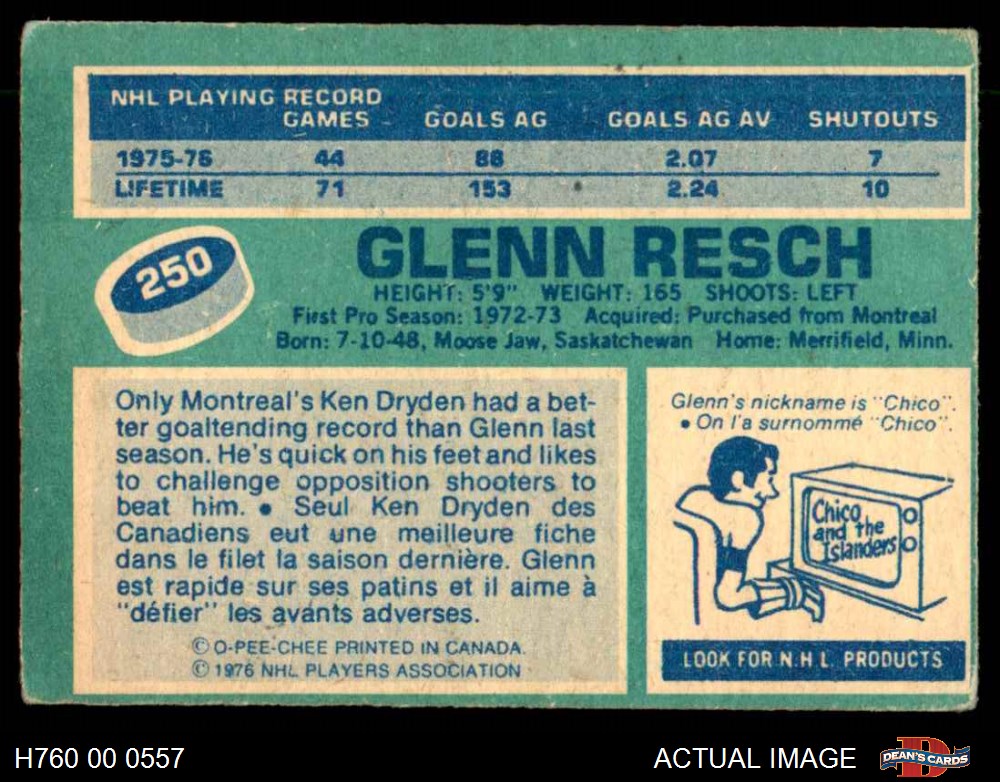 NHL PLAYING RECORD
GAMES GOALS AG GOALS AG AV SHUTOUTS
1975-76 44 88 2.07 7
LIFETIME 71 153 2.24 10
250
GLENN RESCH
HEIGHT: 5'9" WEIGHT: 165 SHOOTS: LEFT
First Pro Season: 1972-73 Acquired: Purchased from Montreal
Born: 7-10-48, Moose Jaw, Saskatchewan Home: Merrifield, Minn.
Only Montreal's Ken Dryden had a bet-
ter goaltending record than Glenn last
season. He's quick on his feet and likes
to challenge opposition shooters to
beat him. • Seul Ken Dryden des
Canadiens eut une meilleure fiche
dans le filet la saison dernière. Glenn
est rapide sur ses patins et il aime à
"défier" les avants adverses.
© O-PEE-CHEE PRINTED IN CANADA.
© 1976 NHL PLAYERS ASSOCIATION
Glenn's nickname is "Chico".
• On l'a surnommé "Chico".
Chico
and the
Islanders
LOOK FOR N.H.L. PRODUCTS
H760 00 0557
ACTUAL IMAGE
DEAN'S CARDS